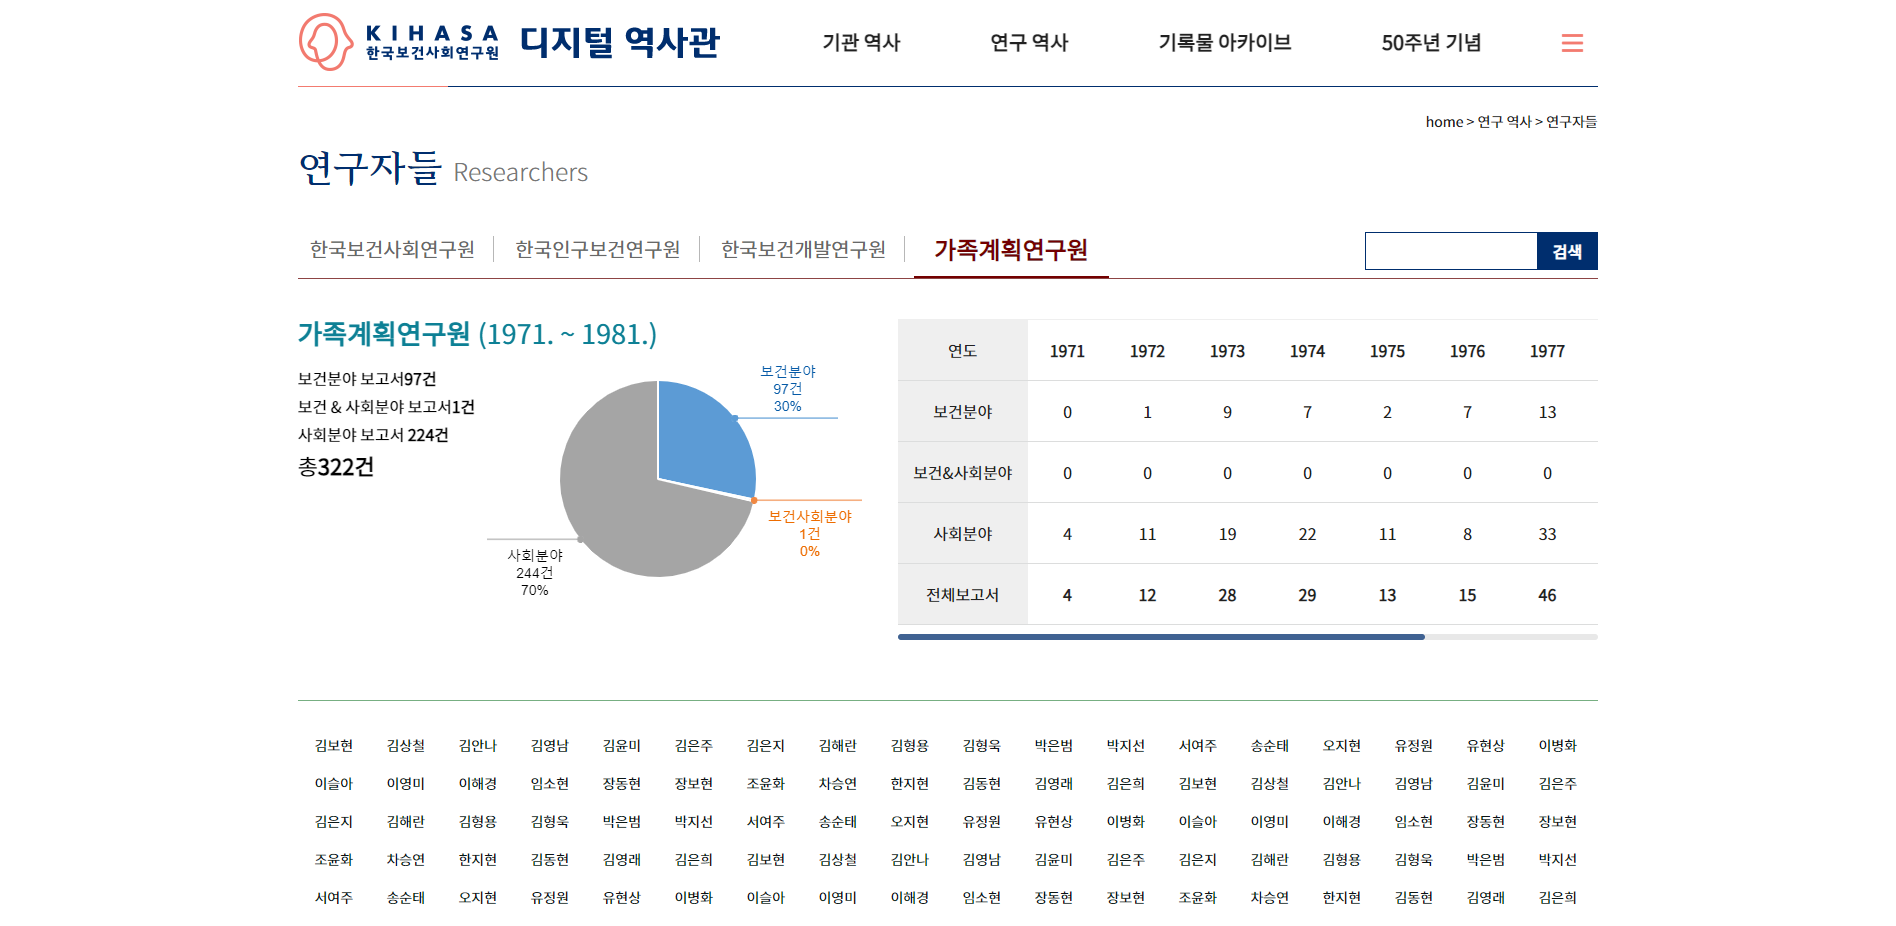 KIHASA
한국보건사회연구원
디지털 역사관
기관 역사
연구 역사
기록물 아카이브
50주년 기념
home > 연구 역사 > 연구자들
연구자들 Researchers
한국보건사회연구원
한국인구보건연구원
한국보건개발연구원
가족계획연구원
검색
가족계획연구원 (1971. ~ 1981.)
보건분야 보고서97건
보건 & 사회분야 보고서1건
사회분야 보고서 224건
총322건
보건분야
97건
30%
보건사회분야
1건
0%
사회분야
244건
70%
연도 1971 1972 1973 1974 1975 1976 1977
보건분야 0 1 9 7 2 7 13
보건&사회분야 0 0 0 0 0 0 0
사회분야 4 11 19 22 11 8 33
전체보고서 4 12 28 29 13 15 46
김보현 김상철 김안나 김영남 김윤미 김은주 김은지 김해란 김형용 김형욱 박은범 박지선 서여주 송순태 오지현 유정원 유현상 이병화
이슬아 이영미 이해경 임소현 장동현 장보현 조윤화 차승연 한지현 김동현 김영래 김은희 김보현 김상철 김안나 김영남 김윤미 김은주
김은지 김해란 김형용 김형욱 박은범 박지선 서여주 송순태 오지현 유정원 유현상 이병화 이슬아 이영미 이해경 임소현 장동현 장보현
조윤화 차승연 한지현 김동현 김영래 김은희 김보현 김상철 김안나 김영남 김윤미 김은주 김은지 김해란 김형용 김형욱 박은범 박지선
서여주 송순태 오지현 유정원 유현상 이병화 이슬아 이영미 이해경 임소현 장동현 장보현 조윤화 차승연 한지현 김동현 김영래 김은희